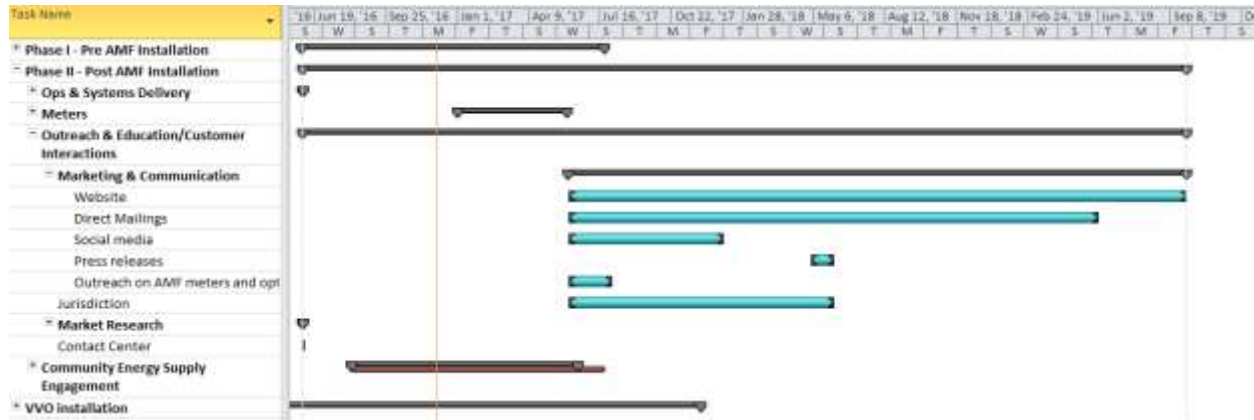 Task Name
'16 Jun 19, '16 Sep 25, '16 Jan 1, '17 Apr 9, '17 Jul 16, '17 Oct 22, '17 Jan 28, '18 May 6, '18 Aug 12, '18 Nov 18, '18 Feb 24, '19 Jun 2, '19 Sep 8, '19
S W S T M F T S W S T M F T S W S T M F T S W S T M F T S
Phase I - Pre AMF Installation
Phase II - Post AMF Installation
Ops & Systems Delivery
Meters
Outreach & Education/Customer
Interactions
Marketing & Communication
Website
Direct Mailings
Social media
Press releases
Outreach on AMF meters and opt
Jurisdiction
Market Research
Contact Center
Community Energy Supply
Engagement
VVO installation